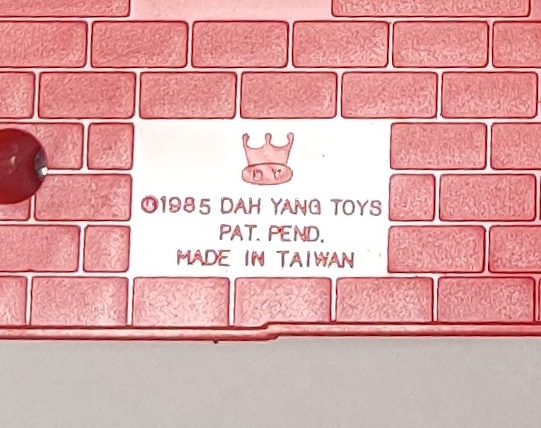 D Y
©1985 DAH YANG TOYS
PAT. PEND.
MADE IN TAIWAN